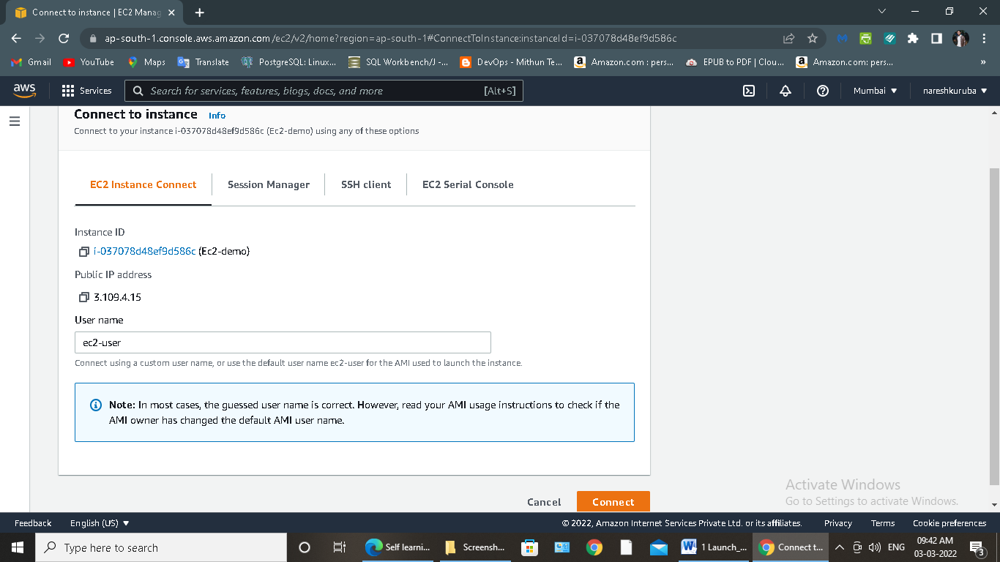 Connect to instance | EC2 Manag
ap-south-1.console.aws.amazon.com/ec2/v2/home?region=ap-south-1#ConnectToInstance:instanceId=i-037078d48ef9d586c
Gmail YouTube Maps Translate PostgreSQL: Linux... SQL Workbench/J -... DevOps - Mithun Te... Amazon.com : pers... EPUB to PDF | Clou... Amazon.com: pers... »
aws Services Search for services, features, blogs, docs, and more [Alt+S] Mumbai ▼ nareshkuruba ▼
Connect to instance Info
Connect to your instance i-037078d48ef9d586c (Ec2-demo) using any of these options
EC2 Instance Connect Session Manager SSH client EC2 Serial Console
Instance ID
i-037078d48ef9d586c (Ec2-demo)
Public IP address
3.109.4.15
User name
ec2-user
Connect using a custom user name, or use the default user name ec2-user for the AMI used to launch the instance.
Note: In most cases, the guessed user name is correct. However, read your AMI usage instructions to check if the
AMI owner has changed the default AMI user name.
Activate Windows
Go to Settings to activate Windows.
Cancel Connect
Feedback English (US) ▼ © 2022, Amazon Internet Services Private Ltd. or its affiliates. Privacy Terms Cookie preferences
Type here to search Self learni... Screensh... 1 Launch_... Connect t... ENG 09:42 AM
03-03-2022 3